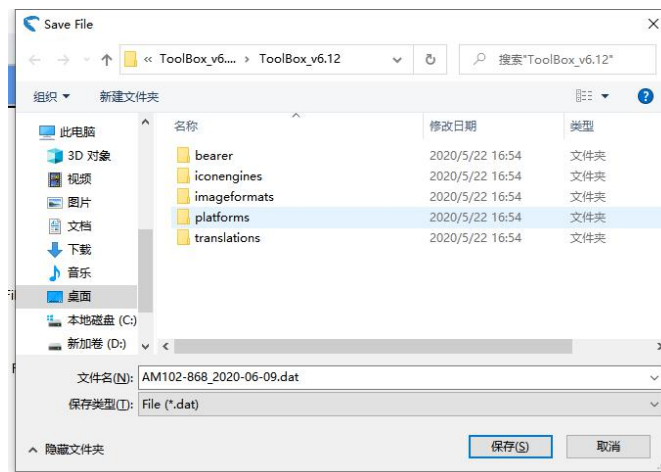 Save File
« ToolBox_v6.... › ToolBox_v6.12
搜索"ToolBox_v6.12"
组织
新建文件夹
此电脑
3D 对象
视频
图片
文档
下载
音乐
桌面
本地磁盘 (C:)
新加卷 (D:)
名称 修改日期 类型
bearer 2020/5/22 16:54 文件夹
iconengines 2020/5/22 16:54 文件夹
imageformats 2020/5/22 16:54 文件夹
platforms 2020/5/22 16:54 文件夹
translations 2020/5/22 16:54 文件夹
文件名(N): AM102-868_2020-06-09.dat
保存类型(T): File (*.dat)
隐藏文件夹
保存(S)
取消